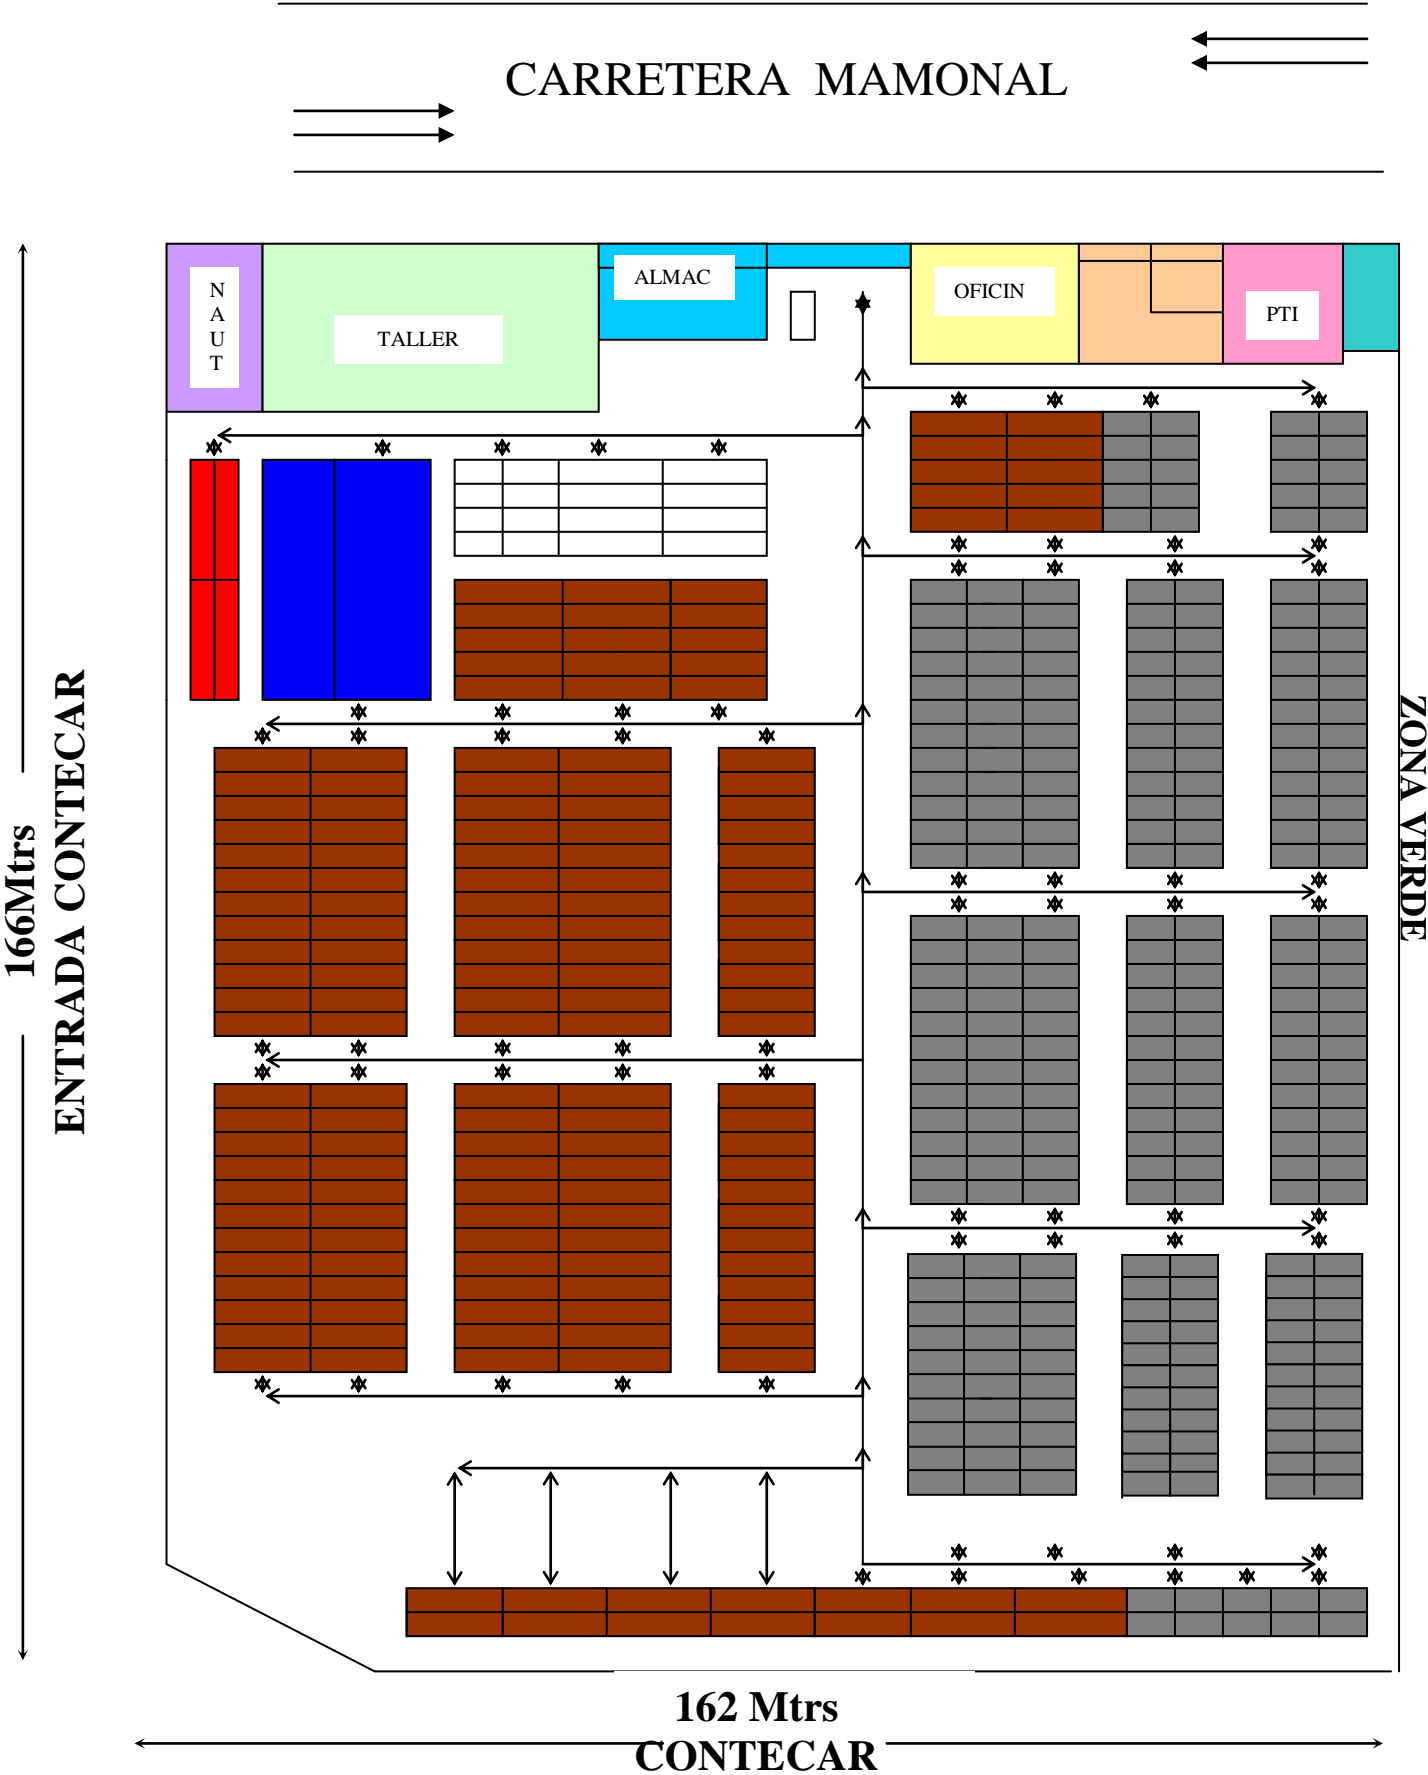 CARRETERA MAMONAL
N
A
U
T
TALLER
ALMAC
OFICIN
PTI
166Mtrs
ENTRADA CONTECAR
ZONA VERDE
162 Mtrs
CONTECAR